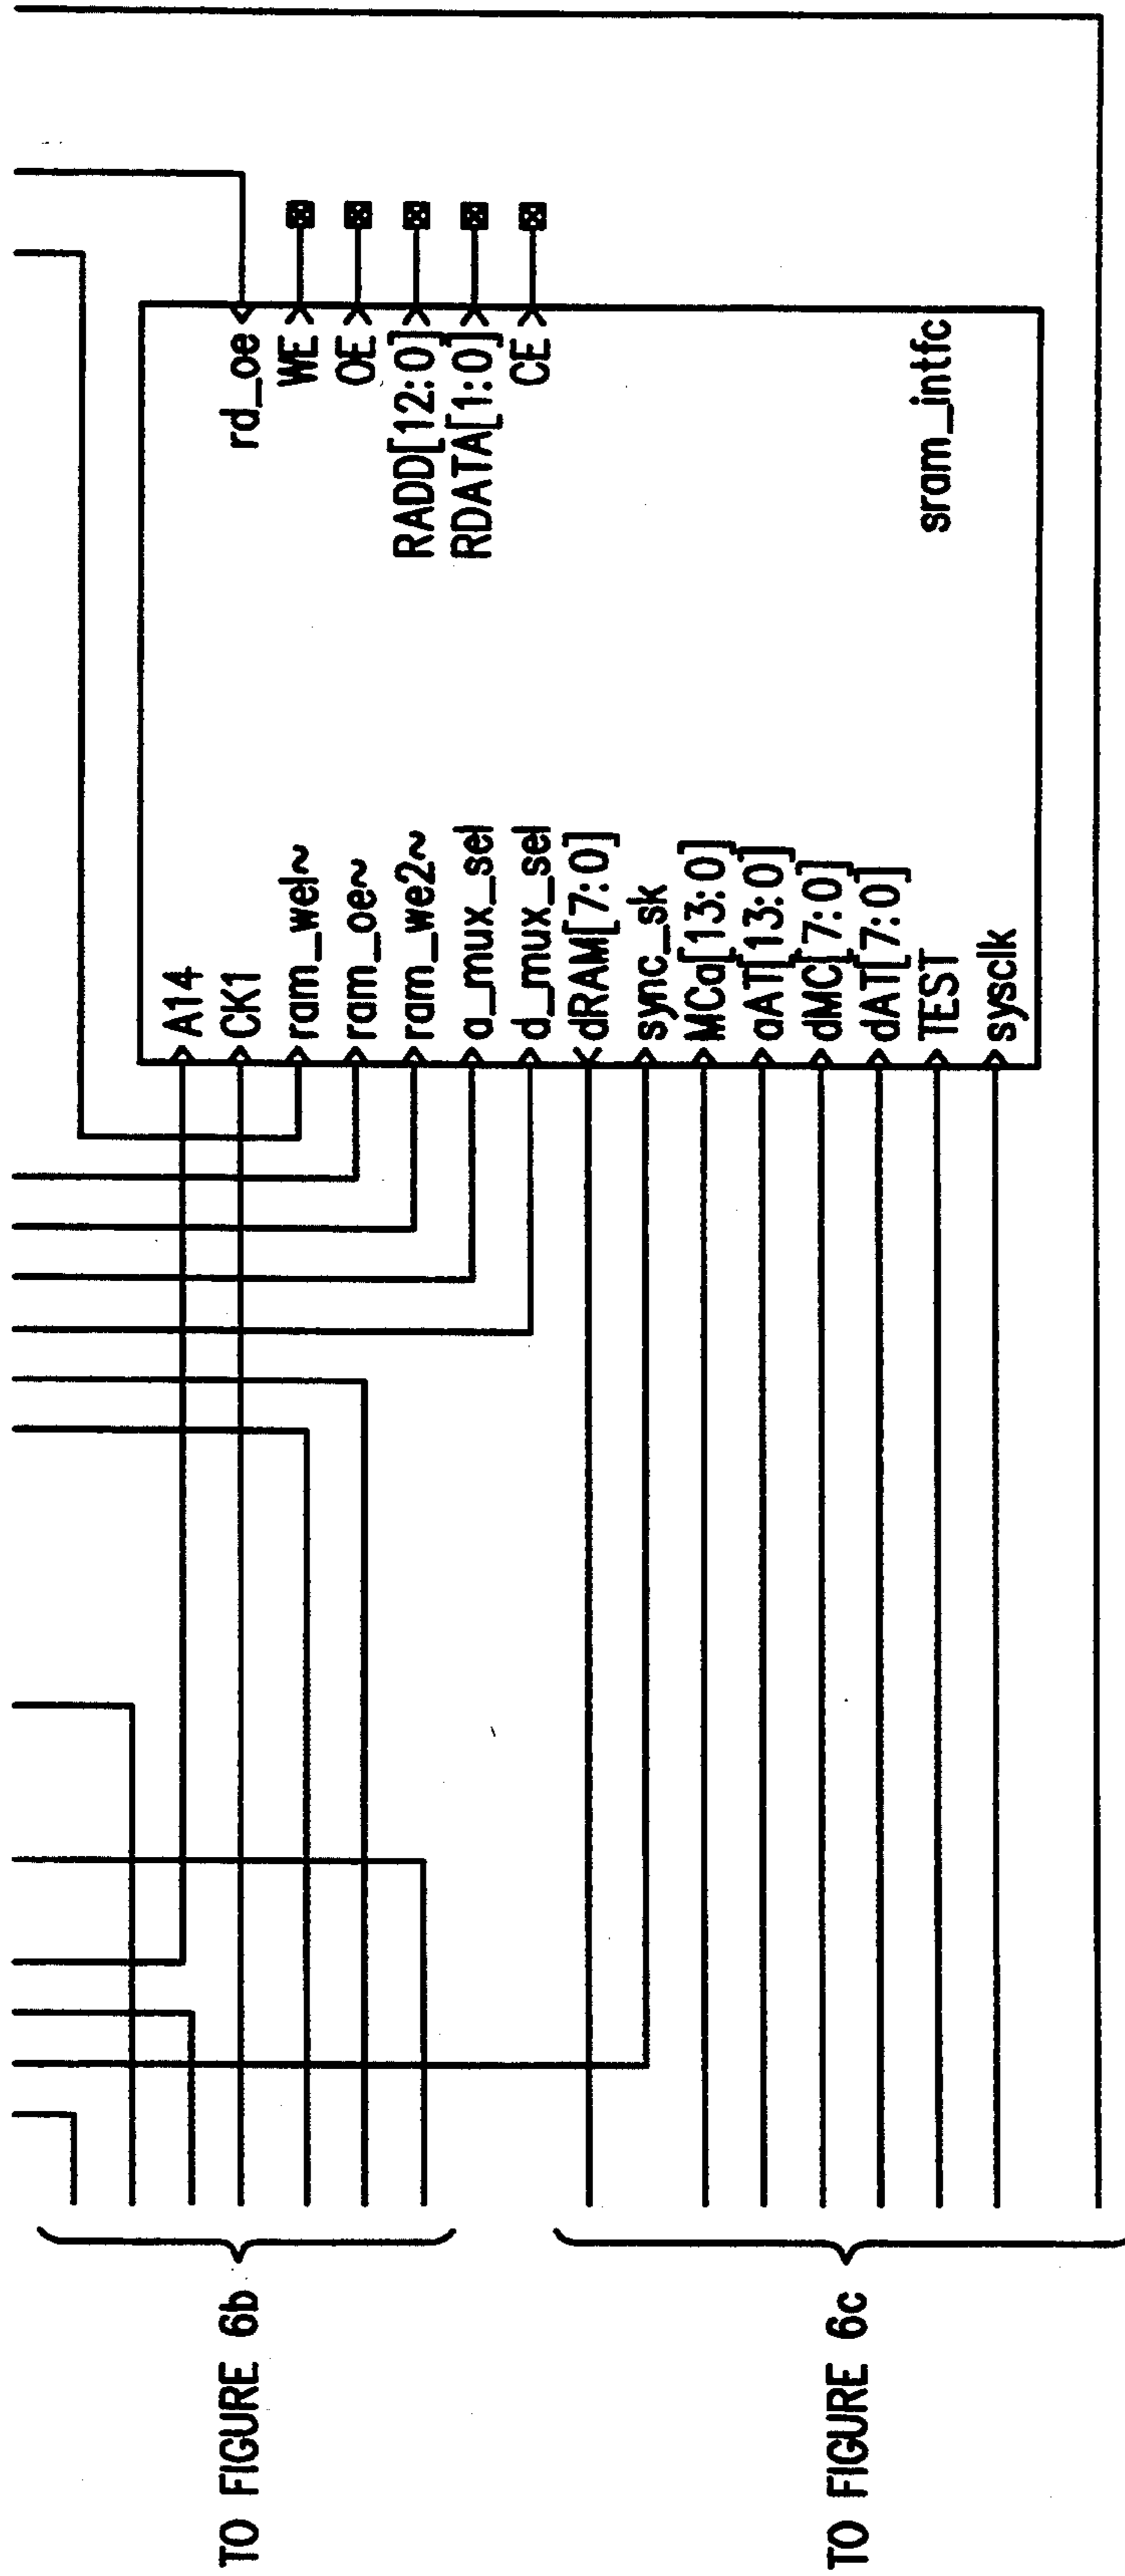 A14
CK1
ram_wel~
ram_oe~
ram_we2~
a_mux_sel
d_mux_sel
dRAM[7:0]
sync_sk
MCa[13:0]
aAT[13:0]
dMC[7:0]
dAT[7:0]
TEST
sysclk
rd_oe
WE
OE
RADD[12:0]
RDATA[1:0]
CE
sram_intfc
TO FIGURE 6b
TO FIGURE 6c